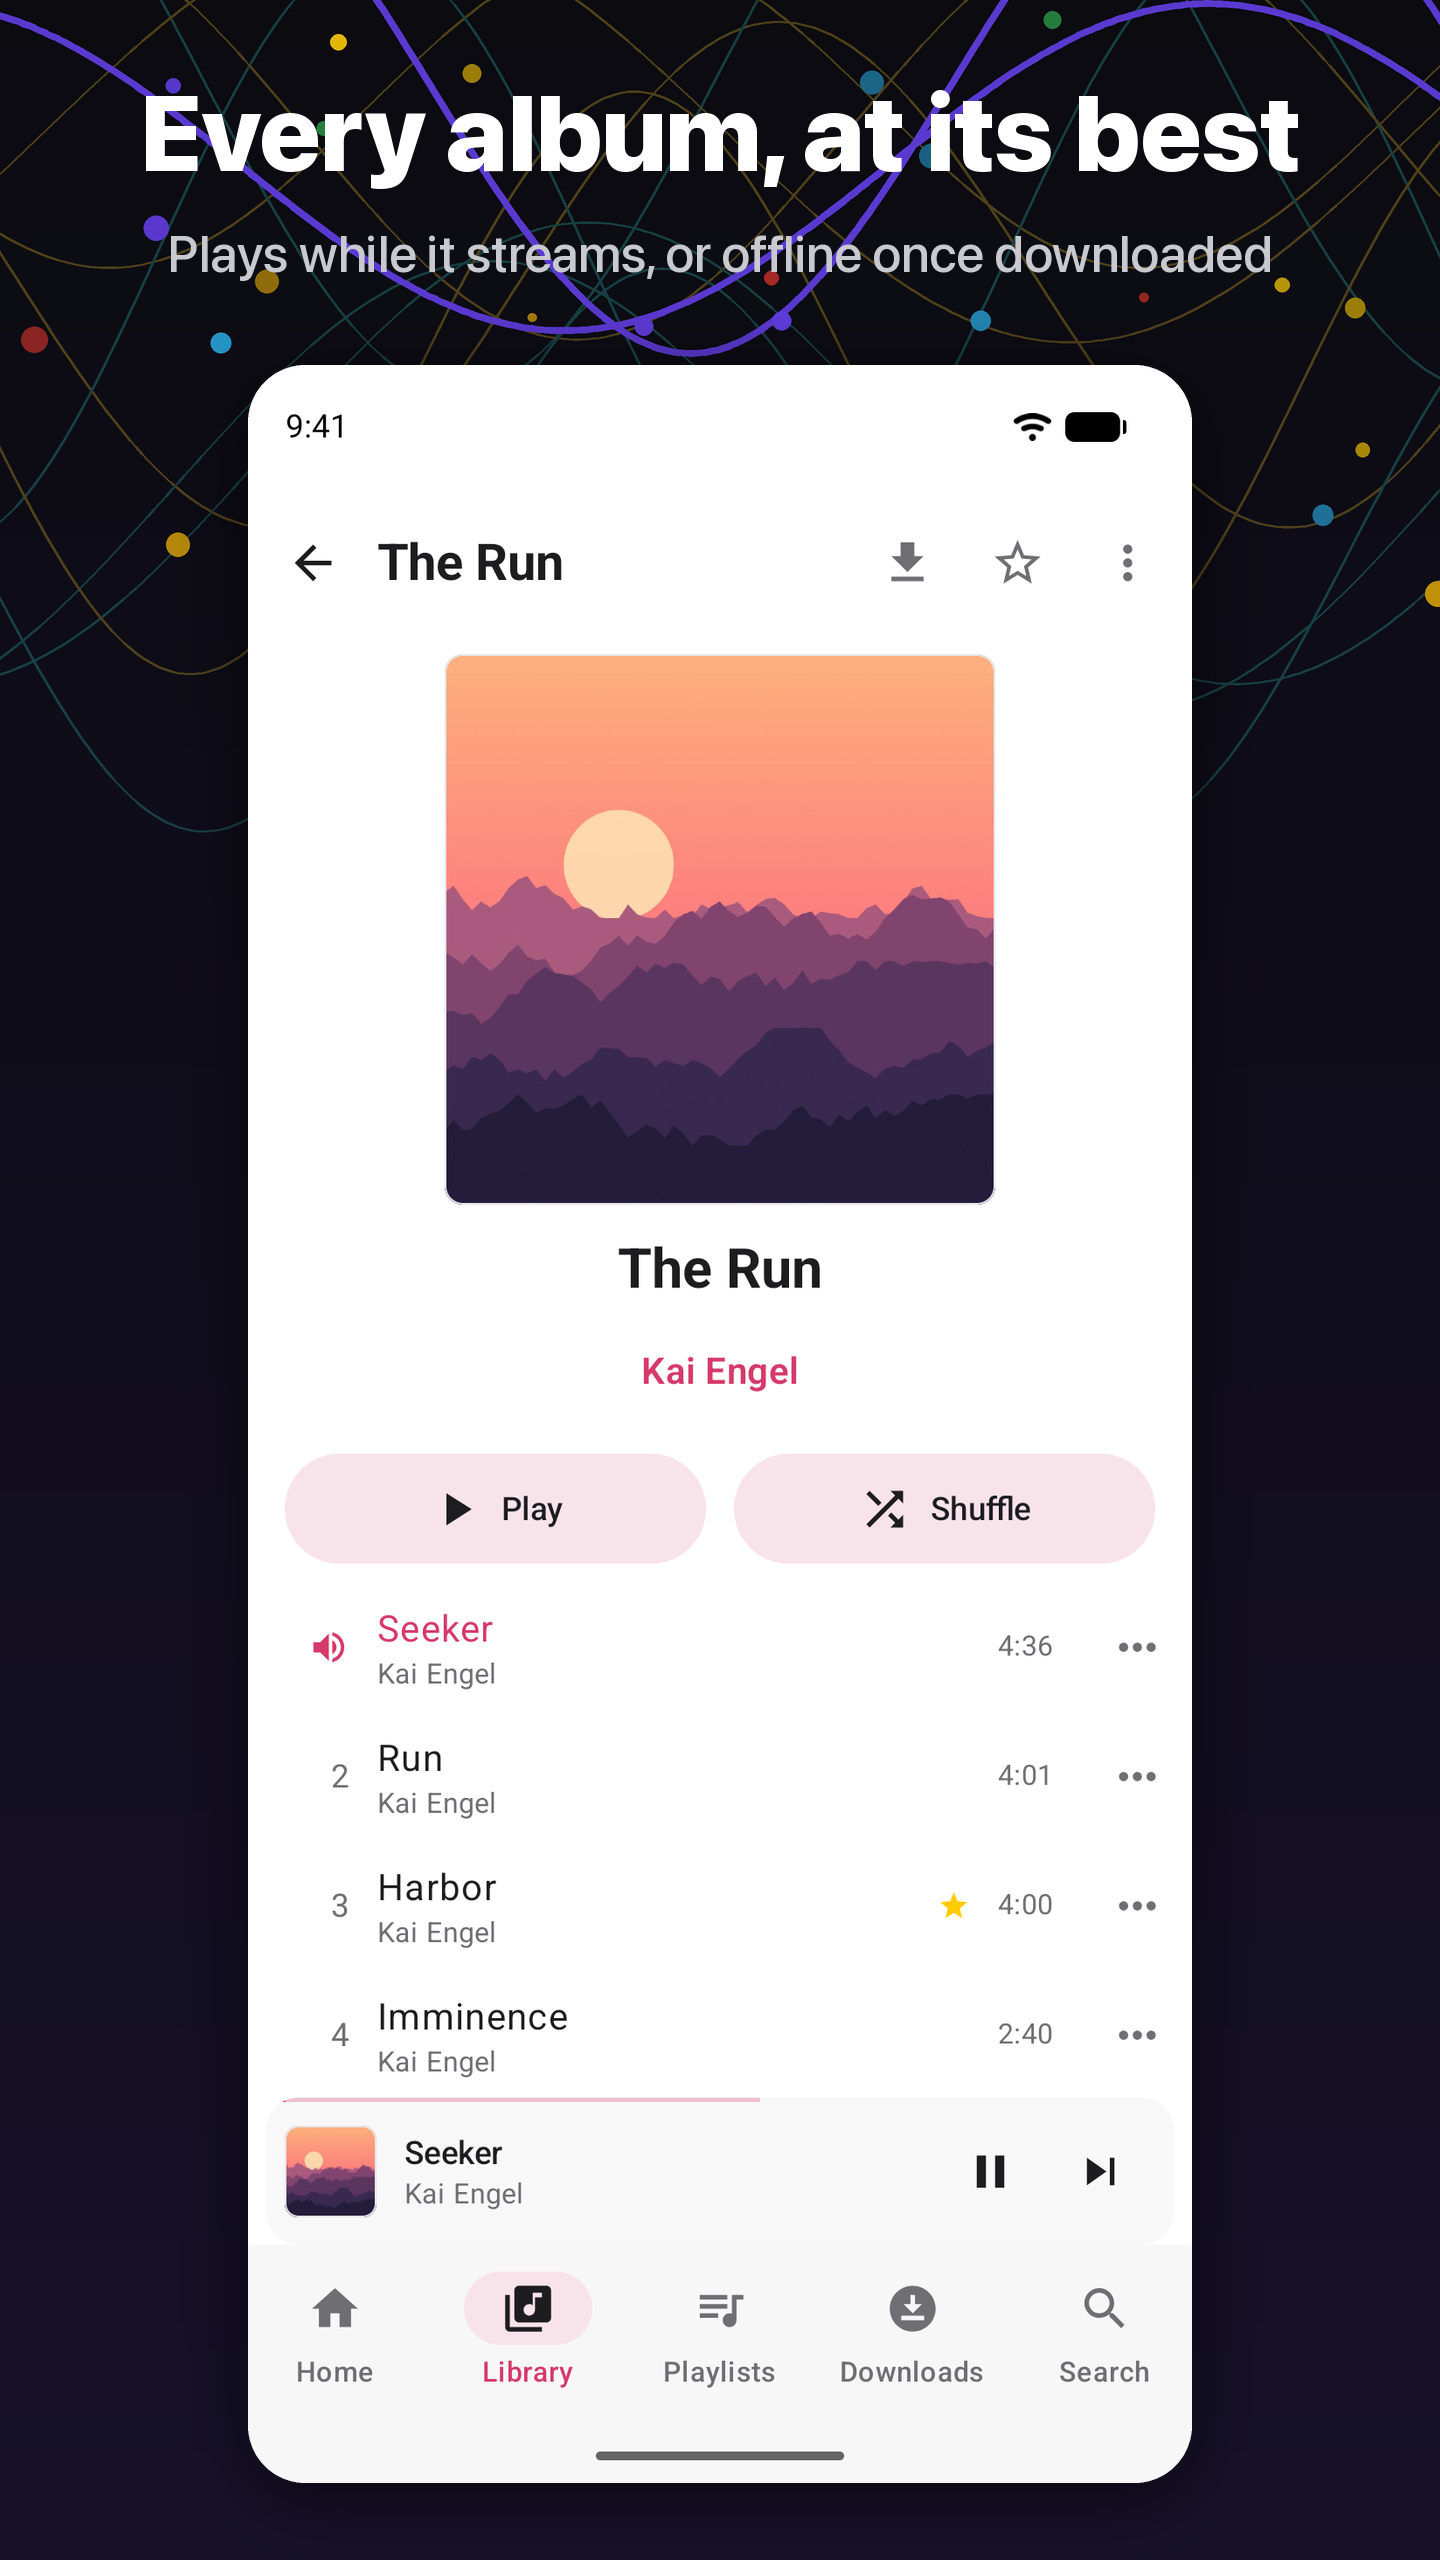 Every album, at its best
Plays while it streams, or offline once downloaded
9:41
The Run
The Run
Kai Engel
Play
Shuffle
Seeker
Kai Engel
4:36
2
Run
Kai Engel
4:01
3
Harbor
Kai Engel
4:00
4
Imminence
Kai Engel
2:40
Seeker
Kai Engel
Home
Library
Playlists
Downloads
Search